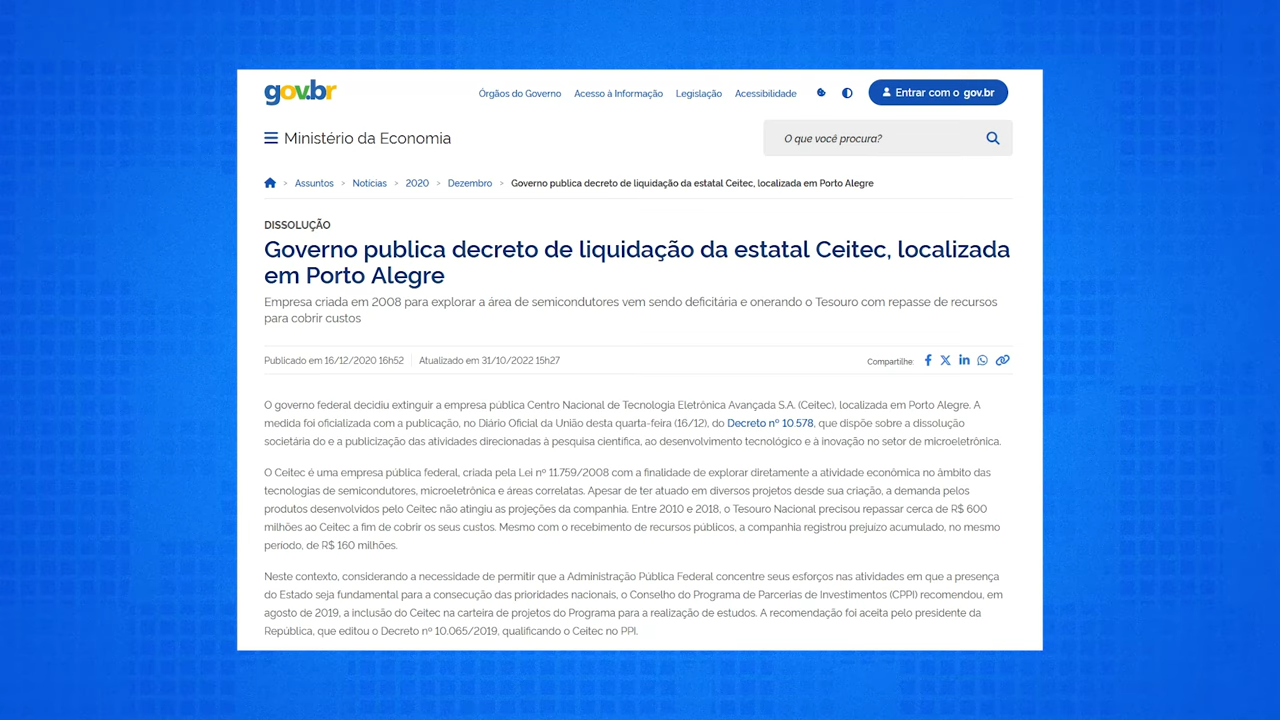 gov.br
Órgãos do Governo
Acesso à Informação
Legislação
Acessibilidade
Entrar com o gov.br
Ministério da Economia
O que você procura?
Assuntos > Notícias > 2020 > Dezembro > Governo publica decreto de liquidação da estatal Ceitec, localizada em Porto Alegre
DISSOLUÇÃO
Governo publica decreto de liquidação da estatal Ceitec, localizada
em Porto Alegre
Empresa criada em 2008 para explorar a área de semicondutores vem sendo deficitária e onerando o Tesouro com repasse de recursos
para cobrir custos
Publicado em 16/12/2020 16h52
Atualizado em 31/10/2022 15h27
Compartilhe:
O governo federal decidiu extinguir a empresa pública Centro Nacional de Tecnologia Eletrônica Avançada S.A. (Ceitec), localizada em Porto Alegre. A
medida foi oficializada com a publicação, no Diário Oficial da União desta quarta-feira (16/12), do Decreto nº 10.578, que dispõe sobre a dissolução
societária do e a publicização das atividades direcionadas à pesquisa científica, ao desenvolvimento tecnológico e à inovação no setor de microeletrônica.
O Ceitec é uma empresa pública federal, criada pela Lei nº 11.759/2008 com a finalidade de explorar diretamente a atividade econômica no âmbito das
tecnologias de semicondutores, microeletrônica e áreas correlatas. Apesar de ter atuado em diversos projetos desde sua criação, a demanda pelos
produtos desenvolvidos pelo Ceitec não atingiu as projeções da companhia. Entre 2010 e 2018, o Tesouro Nacional precisou repassar cerca de R$ 600
milhões ao Ceitec a fim de cobrir os seus custos. Mesmo com o recebimento de recursos públicos, a companhia registrou prejuízo acumulado, no mesmo
período, de R$ 160 milhões.
Neste contexto, considerando a necessidade de permitir que a Administração Pública Federal concentre seus esforços nas atividades em que a presença
do Estado seja fundamental para a consecução das prioridades nacionais, o Conselho do Programa de Parcerias de Investimentos (CPPI) recomendou, em
agosto de 2019, a inclusão do Ceitec na carteira de projetos do Programa para a realização de estudos. A recomendação foi aceita pelo presidente da
República, que editou o Decreto nº 10.065/2019, qualificando o Ceitec no PPI.